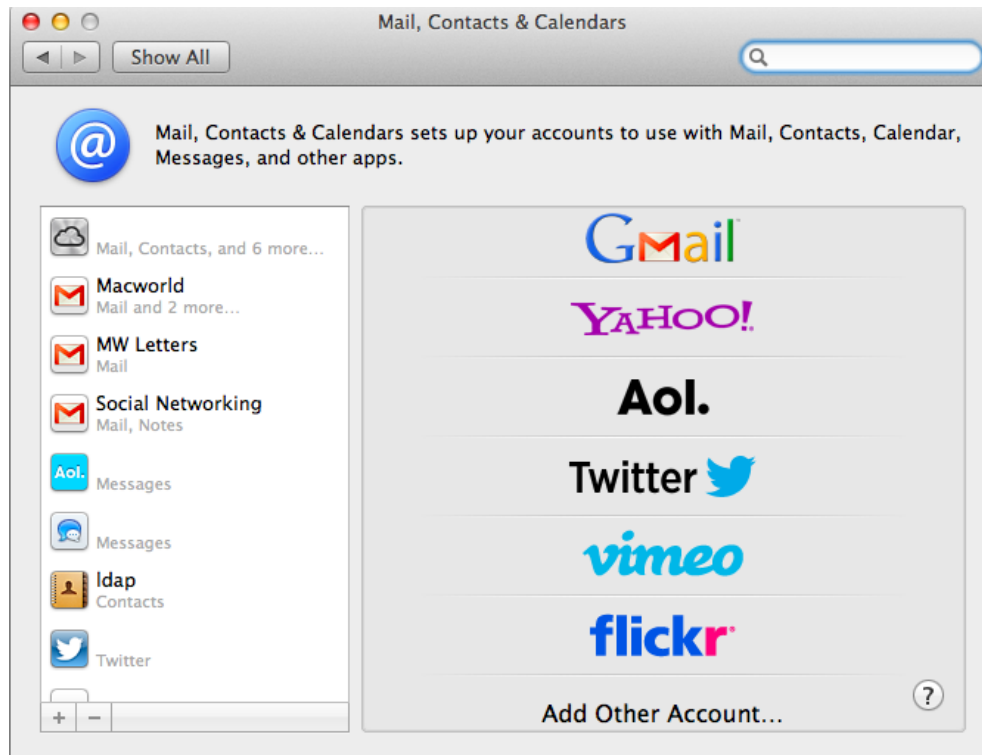 Mail, Contacts & Calendars
Show All
Mail, Contacts & Calendars sets up your accounts to use with Mail, Contacts, Calendar,
Messages, and other apps.
Mail, Contacts, and 6 more...
Macworld
Mail and 2 more...
MW Letters
Mail
Social Networking
Mail, Notes
Aol.
Messages
Messages
ldap
Contacts
Twitter
+ −
Gmail
YAHOO!
Aol.
Twitter
vimeo
flickr
Add Other Account...
?